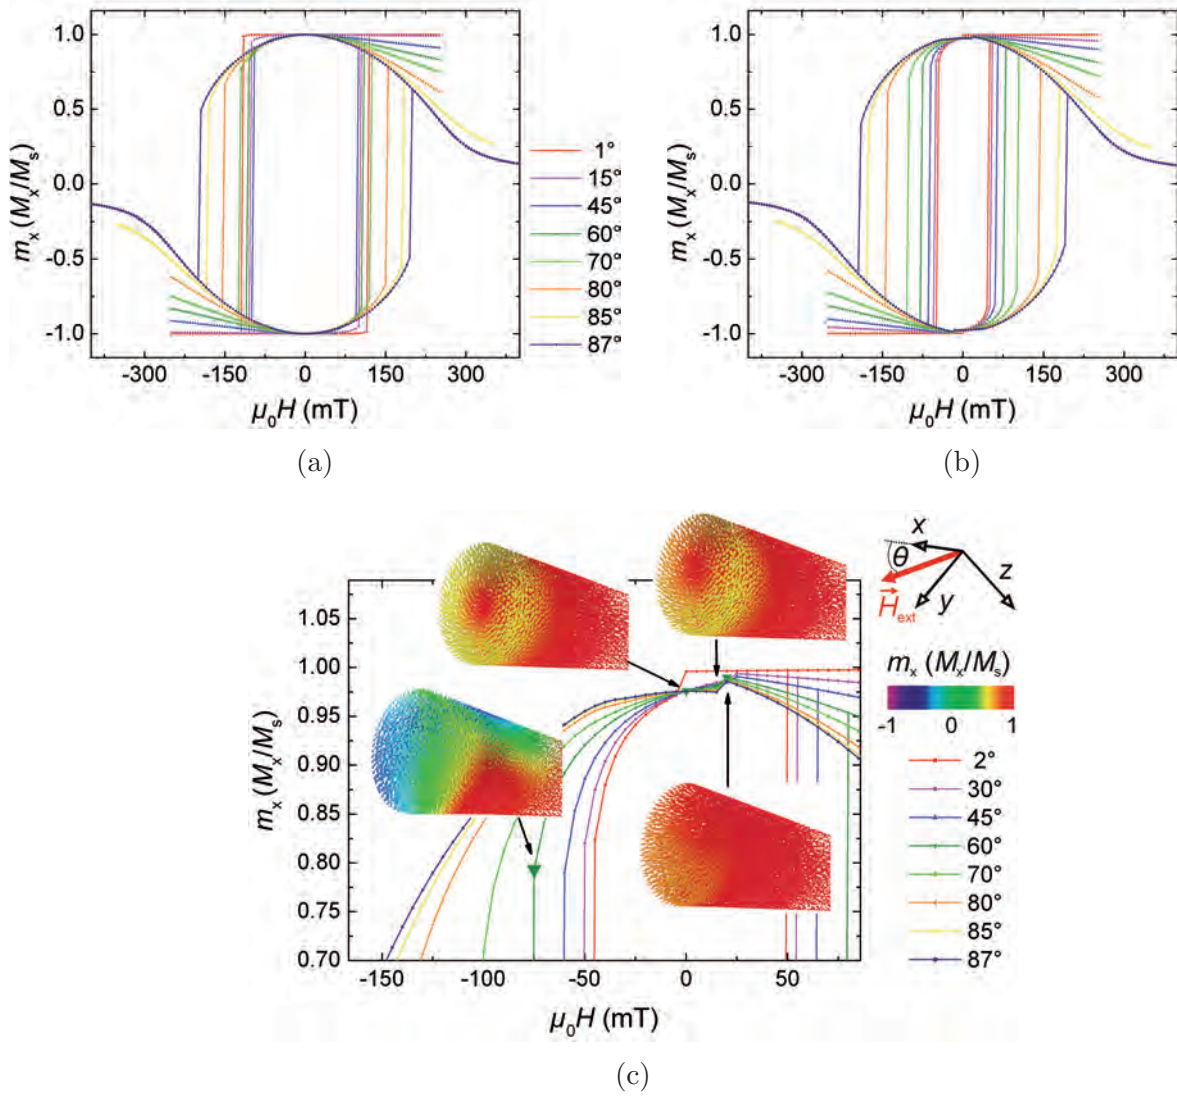 1.0
0.5
0.0
-0.5
-1.0
m_x (M_x/M_s)
-300 -150 0 150 300
μ₀H (mT)
(a)
1°
15°
45°
60°
70°
80°
85°
87°
1.0
0.5
0.0
-0.5
-1.0
m_x (M_x/M_s)
-300 -150 0 150 300
μ₀H (mT)
(b)
1.05
1.00
0.95
0.90
0.85
0.80
0.75
0.70
m_x (M_x/M_s)
-150 -100 -50 0 50
μ₀H (mT)
x
θ
z
H_ext
y
m_x (M_x/M_s)
-1 0 1
2°
30°
45°
60°
70°
80°
85°
87°
(c)